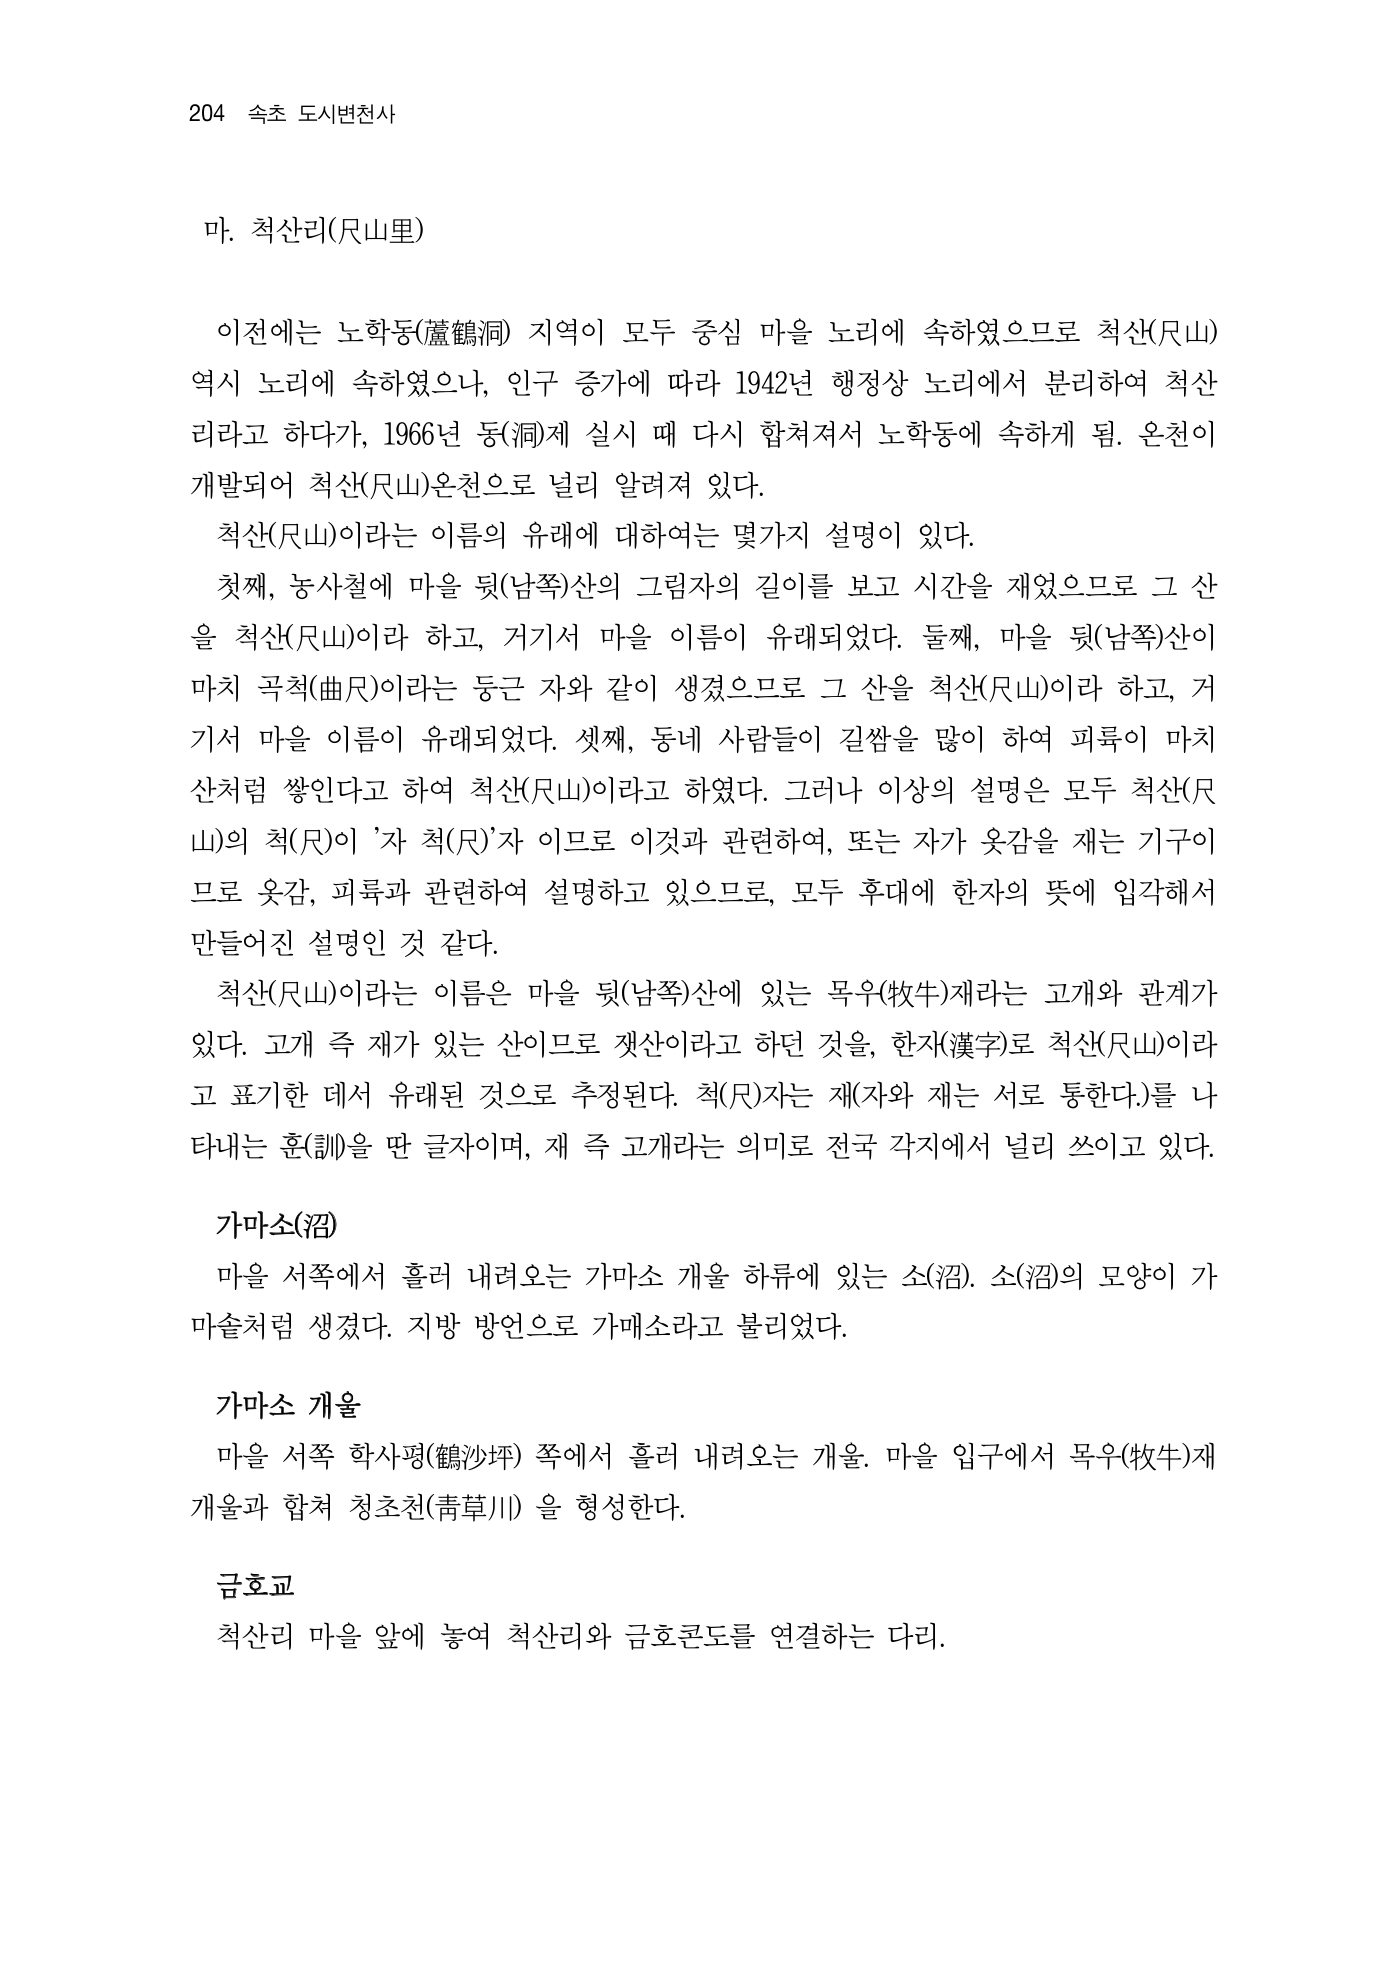 204 속초 도시변천사
마. 척산리(尺山里)
이전에는 노학동(蘆鶴洞) 지역이 모두 중심 마을 노리에 속하였으므로 척산(尺山)
역시 노리에 속하였으나, 인구 증가에 따라 1942년 행정상 노리에서 분리하여 척산
리라고 하다가, 1966년 동(洞)제 실시 때 다시 합쳐져서 노학동에 속하게 됨. 온천이
개발되어 척산(尺山)온천으로 널리 알려져 있다.
척산(尺山)이라는 이름의 유래에 대하여는 몇가지 설명이 있다.
첫째, 농사철에 마을 뒷(남쪽)산의 그림자의 길이를 보고 시간을 재었으므로 그 산
을 척산(尺山)이라 하고, 거기서 마을 이름이 유래되었다. 둘째, 마을 뒷(남쪽)산이
마치 곡척(曲尺)이라는 둥근 자와 같이 생겼으므로 그 산을 척산(尺山)이라 하고, 거
기서 마을 이름이 유래되었다. 셋째, 동네 사람들이 길쌈을 많이 하여 피륙이 마치
산처럼 쌓인다고 하여 척산(尺山)이라고 하였다. 그러나 이상의 설명은 모두 척산(尺
山)의 척(尺)이 ’자 척(尺)’자 이므로 이것과 관련하여, 또는 자가 옷감을 재는 기구이
므로 옷감, 피륙과 관련하여 설명하고 있으므로, 모두 후대에 한자의 뜻에 입각해서
만들어진 설명인 것 같다.
척산(尺山)이라는 이름은 마을 뒷(남쪽)산에 있는 목우(牧牛)재라는 고개와 관계가
있다. 고개 즉 재가 있는 산이므로 잿산이라고 하던 것을, 한자(漢字)로 척산(尺山)이라
고 표기한 데서 유래된 것으로 추정된다. 척(尺)자는 재(자와 재는 서로 통한다.)를 나
타내는 훈(訓)을 딴 글자이며, 재 즉 고개라는 의미로 전국 각지에서 널리 쓰이고 있다.
가마소(沼)
마을 서쪽에서 흘러 내려오는 가마소 개울 하류에 있는 소(沼). 소(沼)의 모양이 가
마솥처럼 생겼다. 지방 방언으로 가매소라고 불리었다.
가마소 개울
마을 서쪽 학사평(鶴沙坪) 쪽에서 흘러 내려오는 개울. 마을 입구에서 목우(牧牛)재
개울과 합쳐 청초천(靑草川) 을 형성한다.
금호교
척산리 마을 앞에 놓여 척산리와 금호콘도를 연결하는 다리.